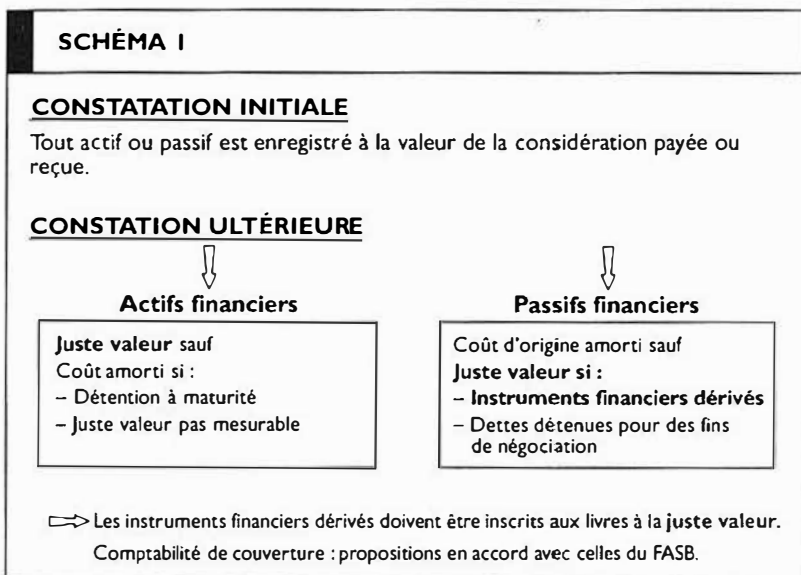 SCHÉMA I
CONSTATATION INITIALE
Tout actif ou passif est enregistré à la valeur de la considération payée ou
reçue.
CONSTATION ULTÉRIEURE
Actifs financiers
Juste valeur sauf
Coût amorti si :
– Détention à maturité
– Juste valeur pas mesurable
Passifs financiers
Coût d'origine amorti sauf
Juste valeur si :
– Instruments financiers dérivés
– Dettes détenues pour des fins
de négociation
Les instruments financiers dérivés doivent être inscrits aux livres à la juste valeur.
Comptabilité de couverture : propositions en accord avec celles du FASB.